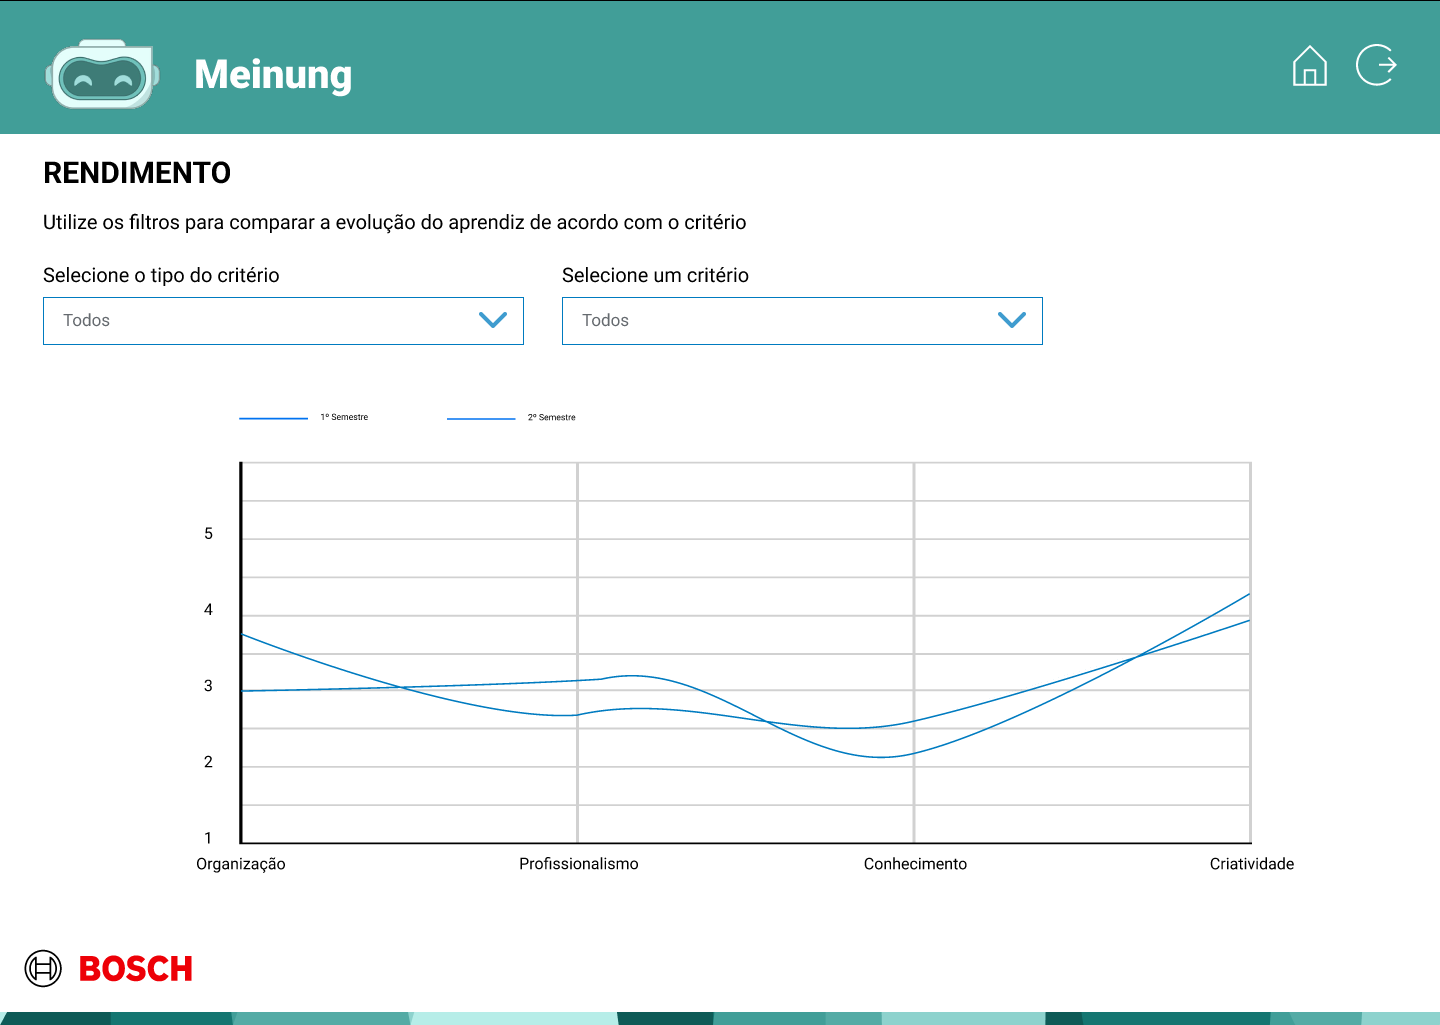 Meinung
RENDIMENTO
Utilize os filtros para comparar a evolução do aprendiz de acordo com o critério
Selecione o tipo do critério
Selecione um critério
Todos
Todos
1º Semestre
2º Semestre
5
4
3
2
1
Organização
Profissionalismo
Conhecimento
Criatividade
BOSCH